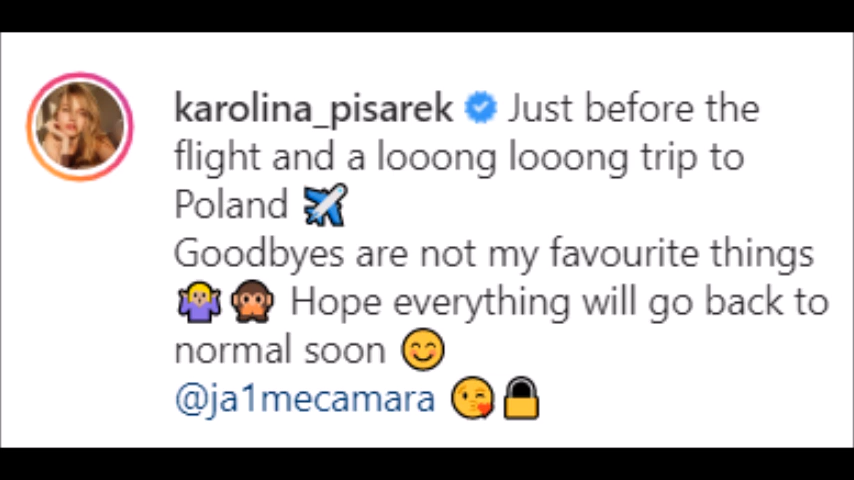 karolina_pisarek Just before the
flight and a looong looong trip to
Poland ✈️
Goodbyes are not my favourite things
🤷‍♀️🙊 Hope everything will go back to
normal soon 😊
@ja1mecamara 😘🔒